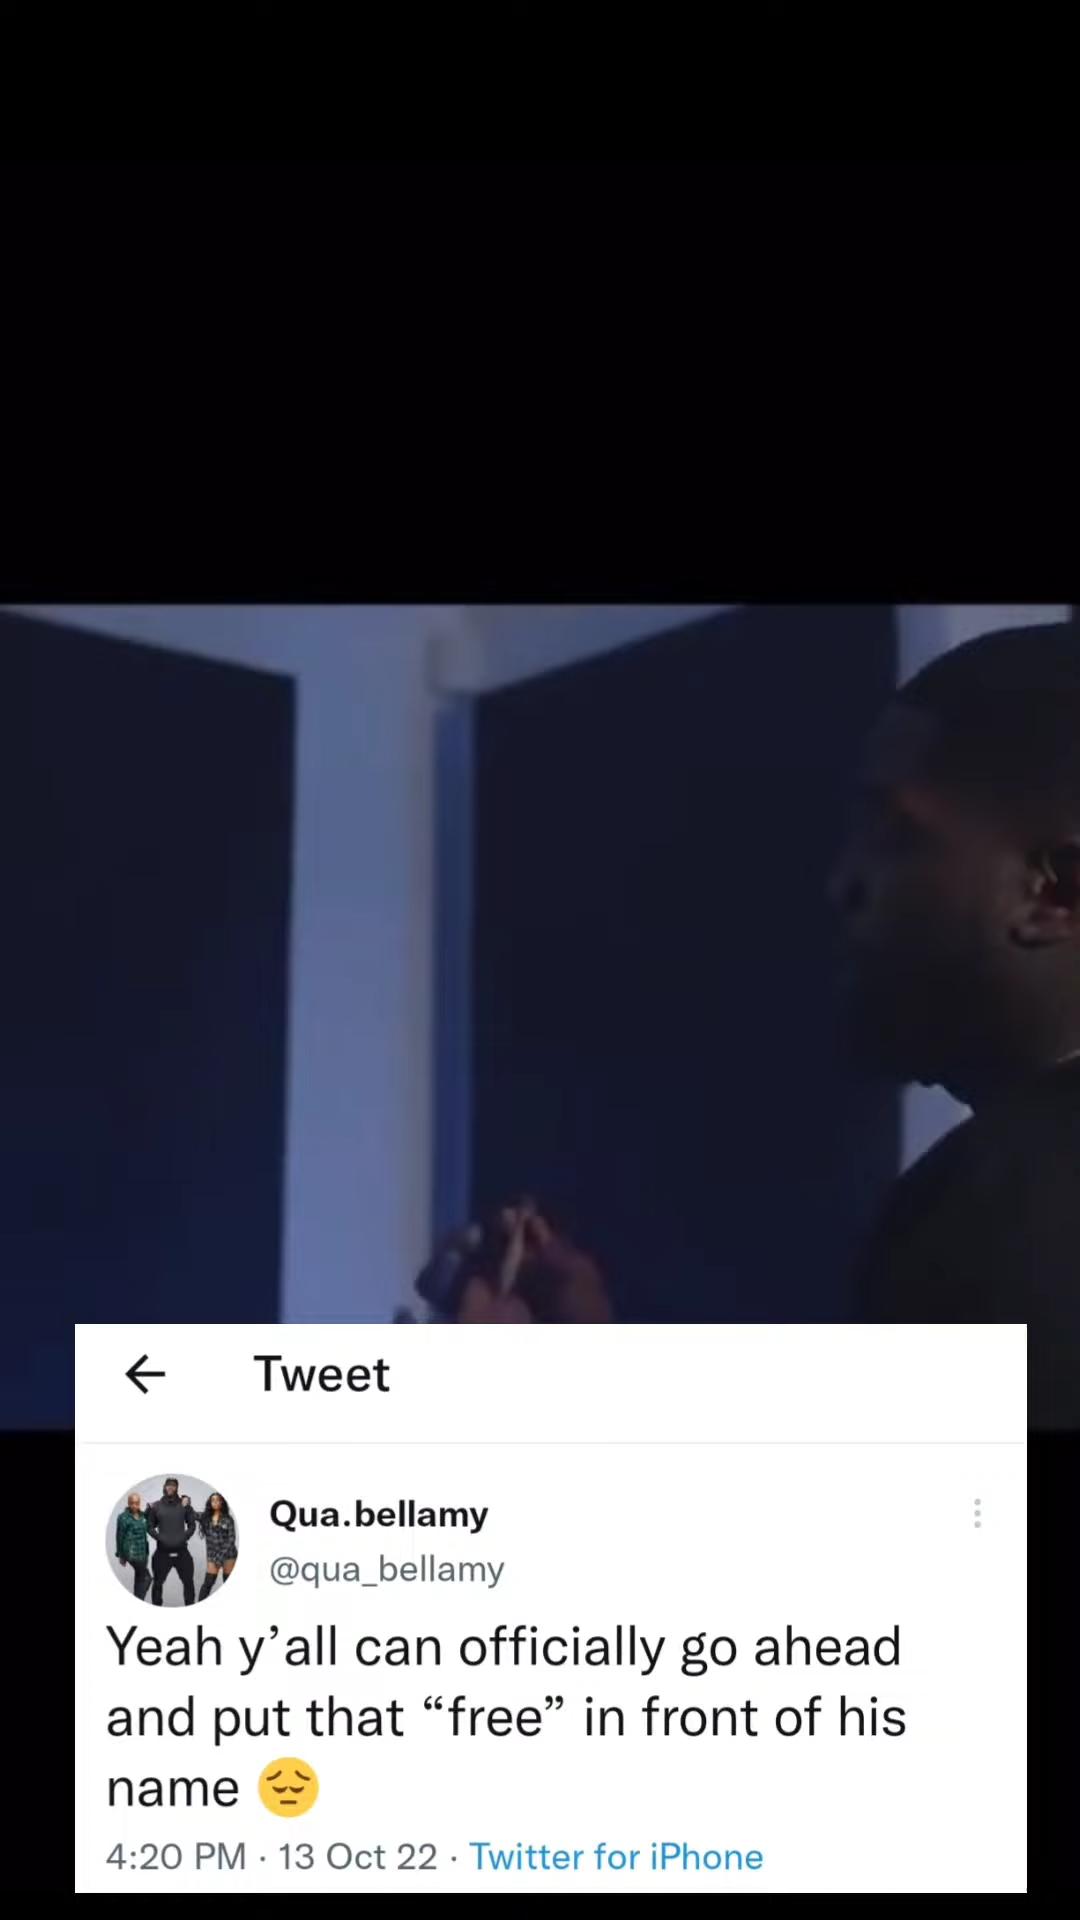 Tweet
Qua.bellamy
@qua_bellamy
Yeah y’all can officially go ahead
and put that “free” in front of his
name 😔
4:20 PM · 13 Oct 22 · Twitter for iPhone